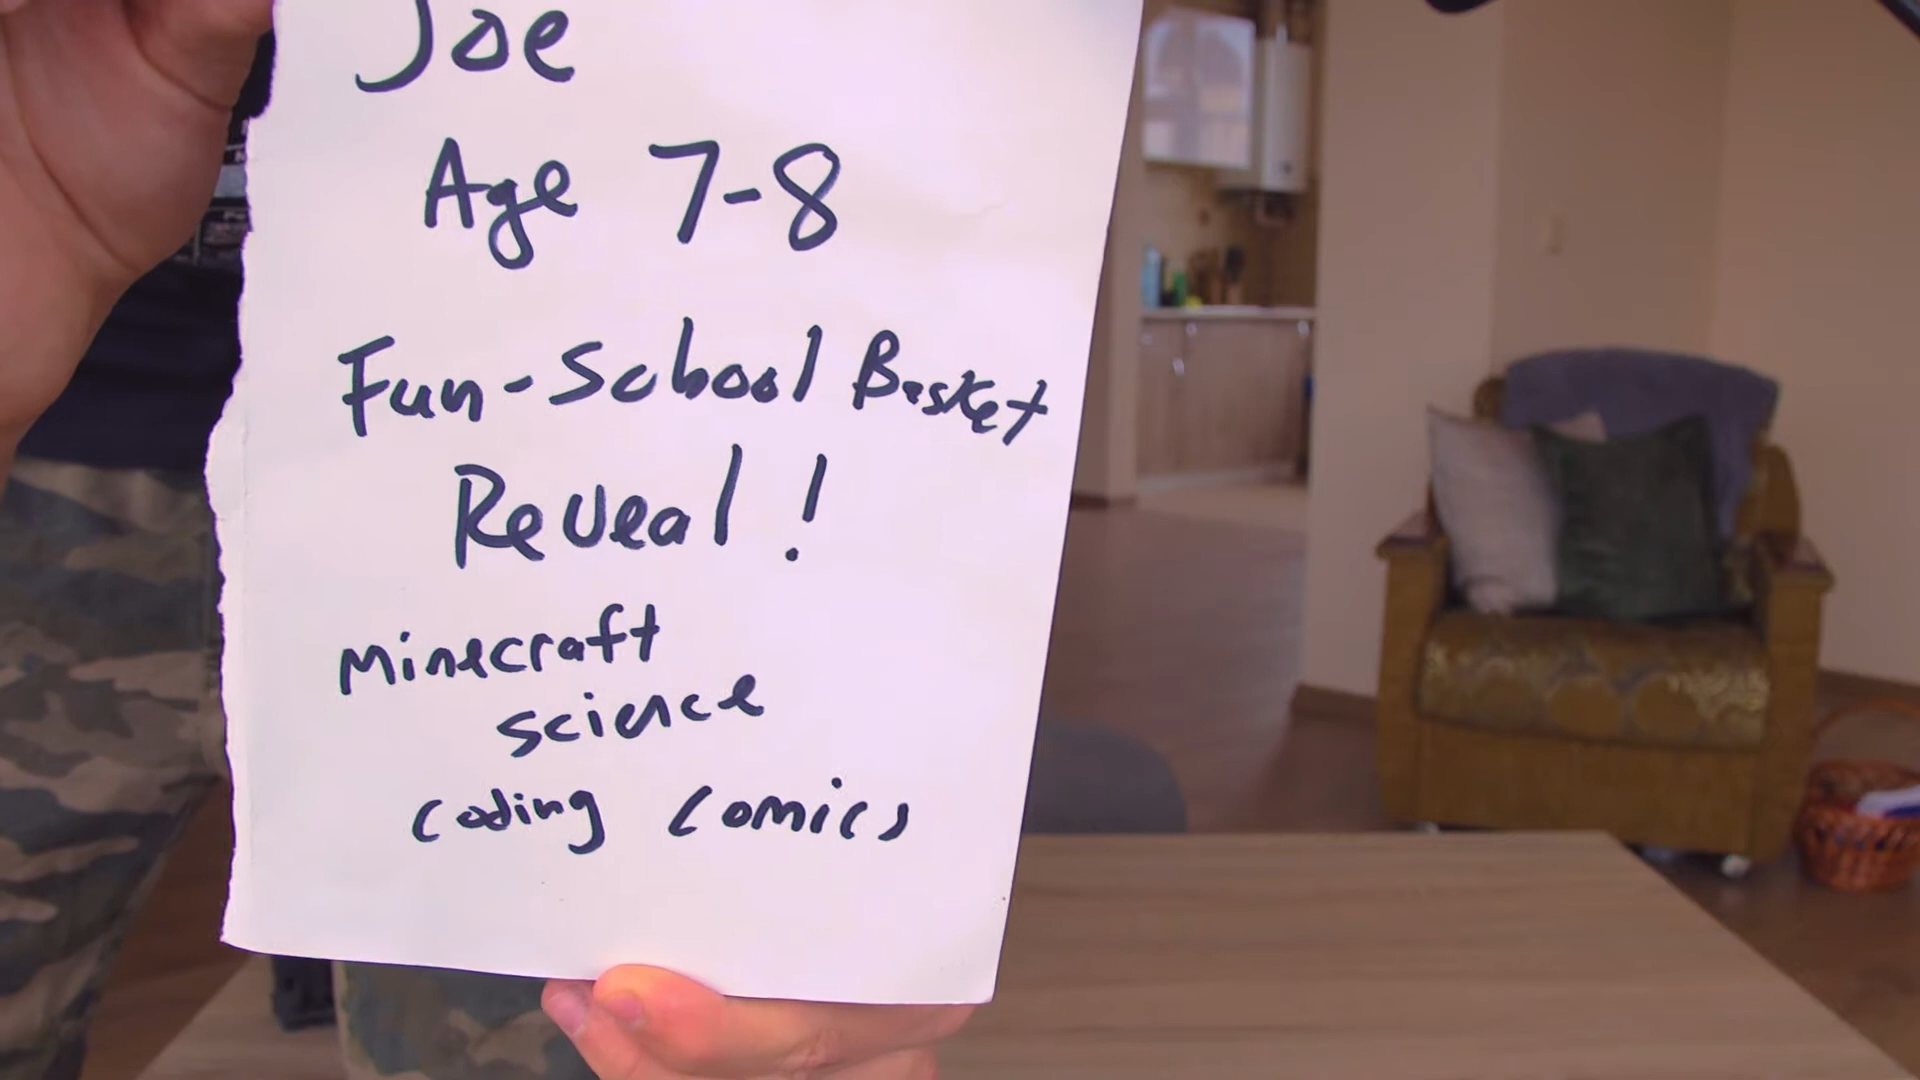 Joe
Age 7-8
Fun-School Basket
Reveal!
Minecraft
science
coding comics